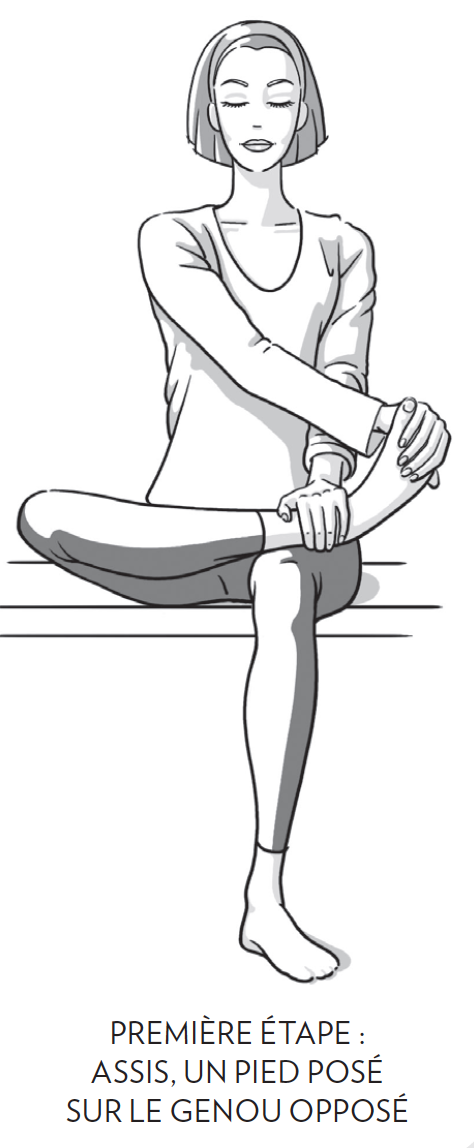 PREMIÈRE ÉTAPE :
ASSIS, UN PIED POSÉ
SUR LE GENOU OPPOSÉ